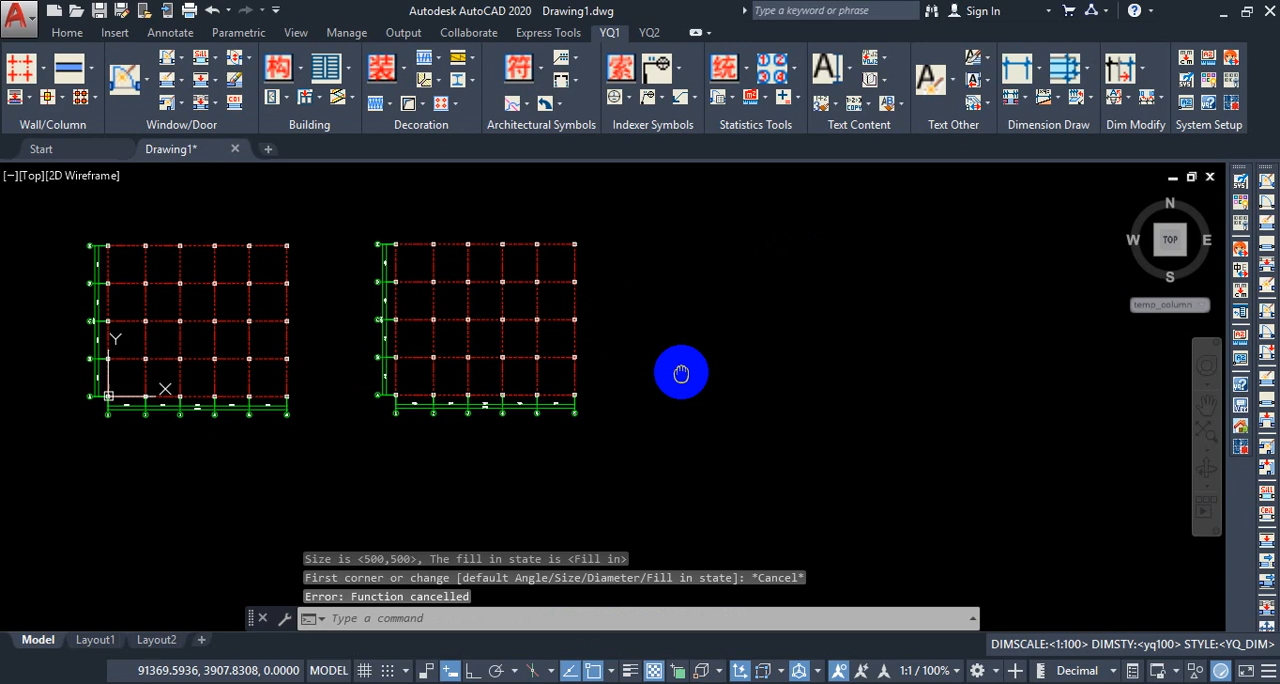 Autodesk AutoCAD 2020 Drawing1.dwg
Type a keyword or phrase
Sign In
Home Insert Annotate Parametric View Manage Output Collaborate Express Tools YQ1 YQ2
构 装 符 索 统
Wall/Column Window/Door Building Decoration Architectural Symbols Indexer Symbols Statistics Tools Text Content Text Other Dimension Draw Dim Modify System Setup
Start Drawing1*
[−][Top][2D Wireframe]
N
W TOP E
S
temp_column
Y
X
Size is <500,500>, The fill in state is <Fill in>
First corner or change [default Angle/Size/Diameter/Fill in state]: *Cancel*
Error: Function cancelled
Type a command
Model Layout1 Layout2 +
DIMSCALE:<1:100> DIMSTY:<yq100> STYLE:<YQ_DIM>
91369.5936, 3907.8308, 0.0000 MODEL 1:1 / 100% Decimal